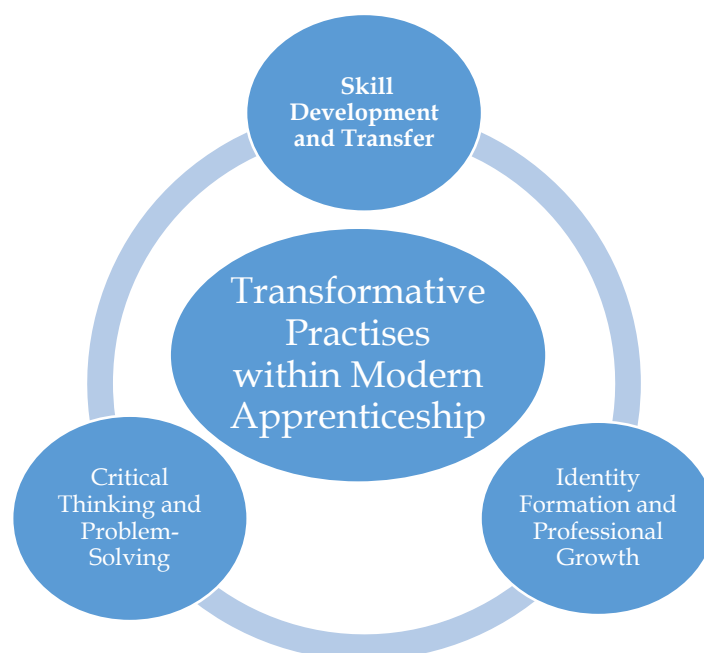 Skill
Development
and Transfer
Transformative
Practises
within Modern
Apprenticeship
Critical
Thinking and
Problem-
Solving
Identity
Formation and
Professional
Growth